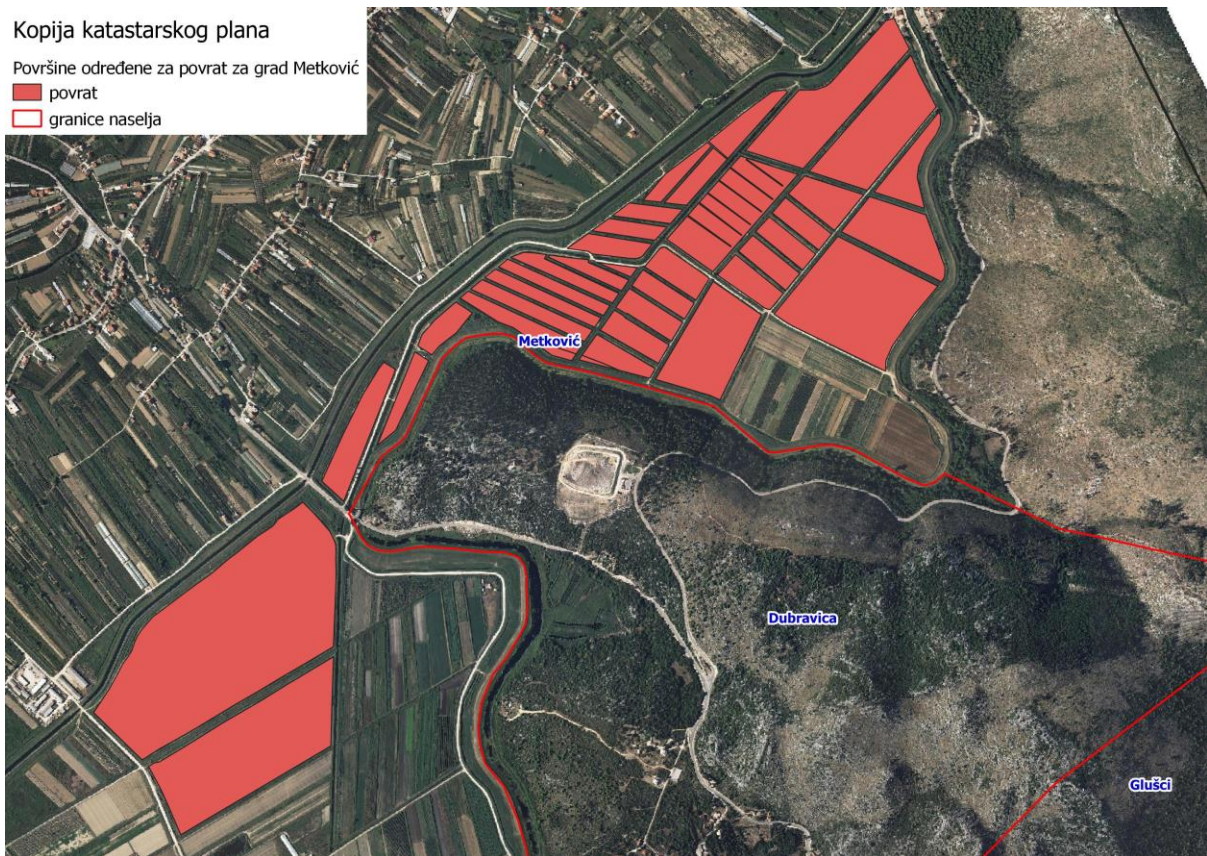 Kopija katastarskog plana
Površine određene za povrat za grad Metković
povrat
granice naselja
Metković
Dubravica
Glušci